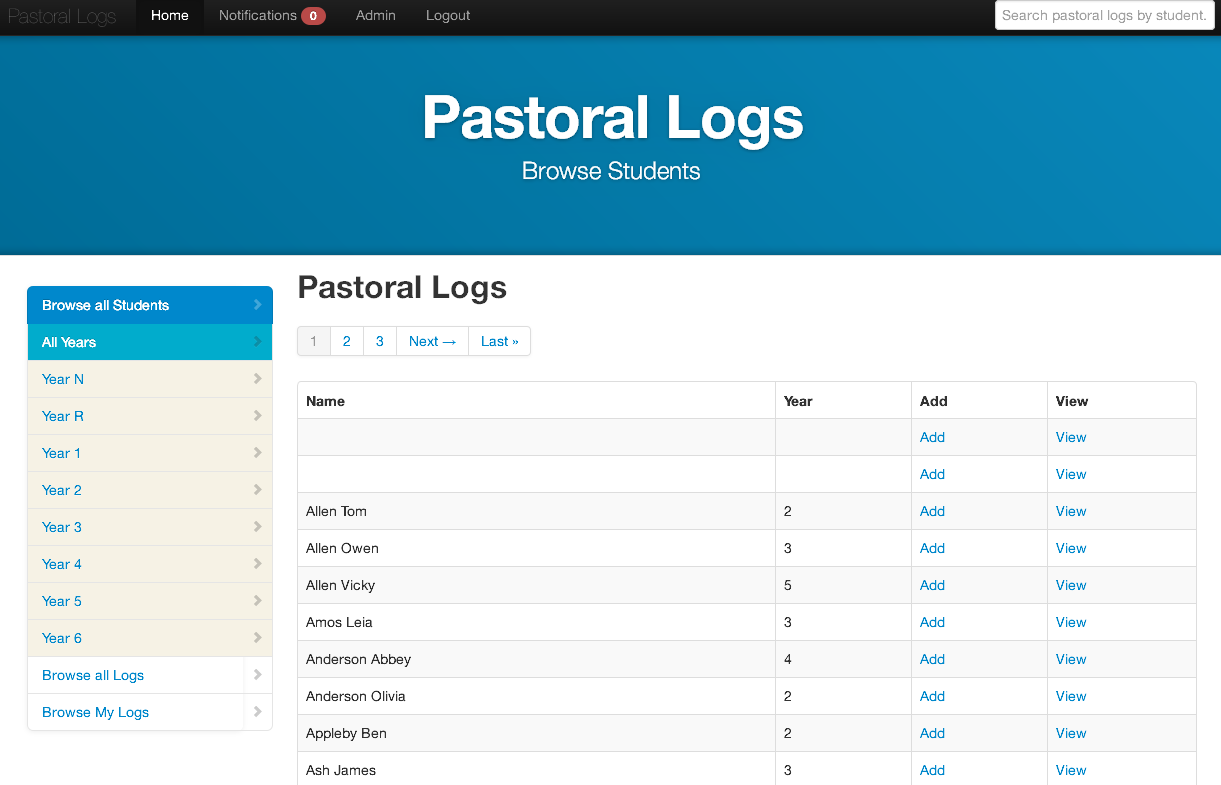 Pastoral Logs Home Notifications 0 Admin Logout Search pastoral logs by student.
Pastoral Logs
Browse Students
Browse all Students
All Years
Year N
Year R
Year 1
Year 2
Year 3
Year 4
Year 5
Year 6
Browse all Logs
Browse My Logs
Pastoral Logs
1 2 3 Next → Last »
Name Year Add View
Add View
Add View
Allen Tom 2 Add View
Allen Owen 3 Add View
Allen Vicky 5 Add View
Amos Leia 3 Add View
Anderson Abbey 4 Add View
Anderson Olivia 2 Add View
Appleby Ben 2 Add View
Ash James 3 Add View